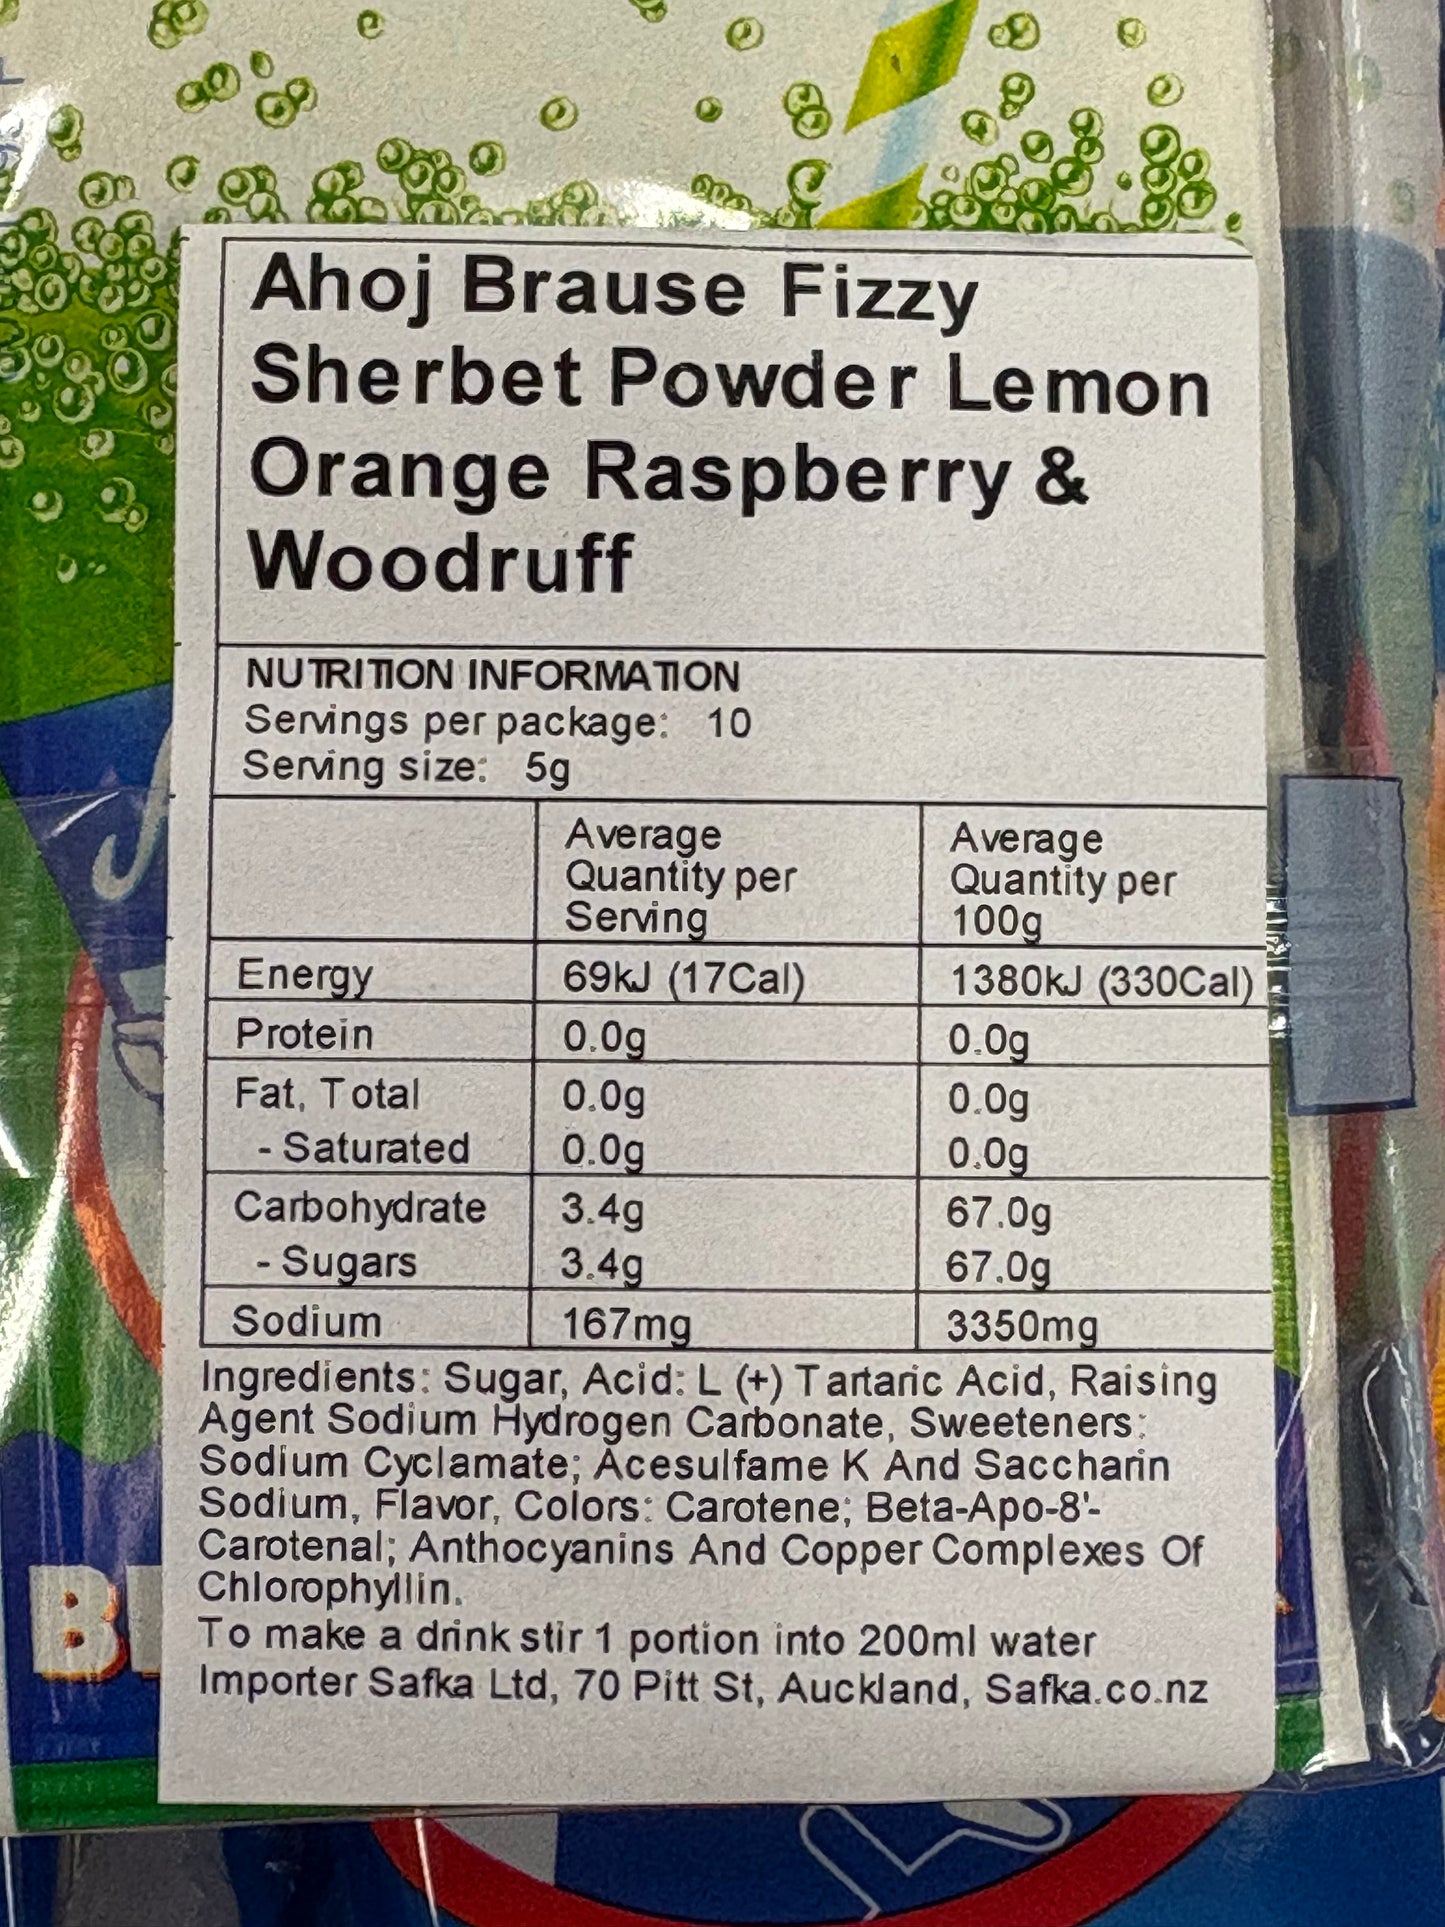 Ahoj Brause Fizzy
Sherbet Powder Lemon
Orange Raspberry &
Woodruff
NUTRITION INFORMATION
Servings per package: 10
Serving size: 5g
Average Quantity per Serving
Average Quantity per 100g
Energy 69kJ (17Cal) 1380kJ (330Cal)
Protein 0.0g 0.0g
Fat, Total 0.0g 0.0g
- Saturated 0.0g 0.0g
Carbohydrate 3.4g 67.0g
- Sugars 3.4g 67.0g
Sodium 167mg 3350mg
Ingredients: Sugar, Acid: L (+) Tartaric Acid, Raising
Agent Sodium Hydrogen Carbonate, Sweeteners:
Sodium Cyclamate; Acesulfame K And Saccharin
Sodium, Flavor, Colors: Carotene; Beta-Apo-8'-
Carotenal; Anthocyanins And Copper Complexes Of
Chlorophyllin.
To make a drink stir 1 portion into 200ml water
Importer Safka Ltd, 70 Pitt St, Auckland, Safka.co.nz